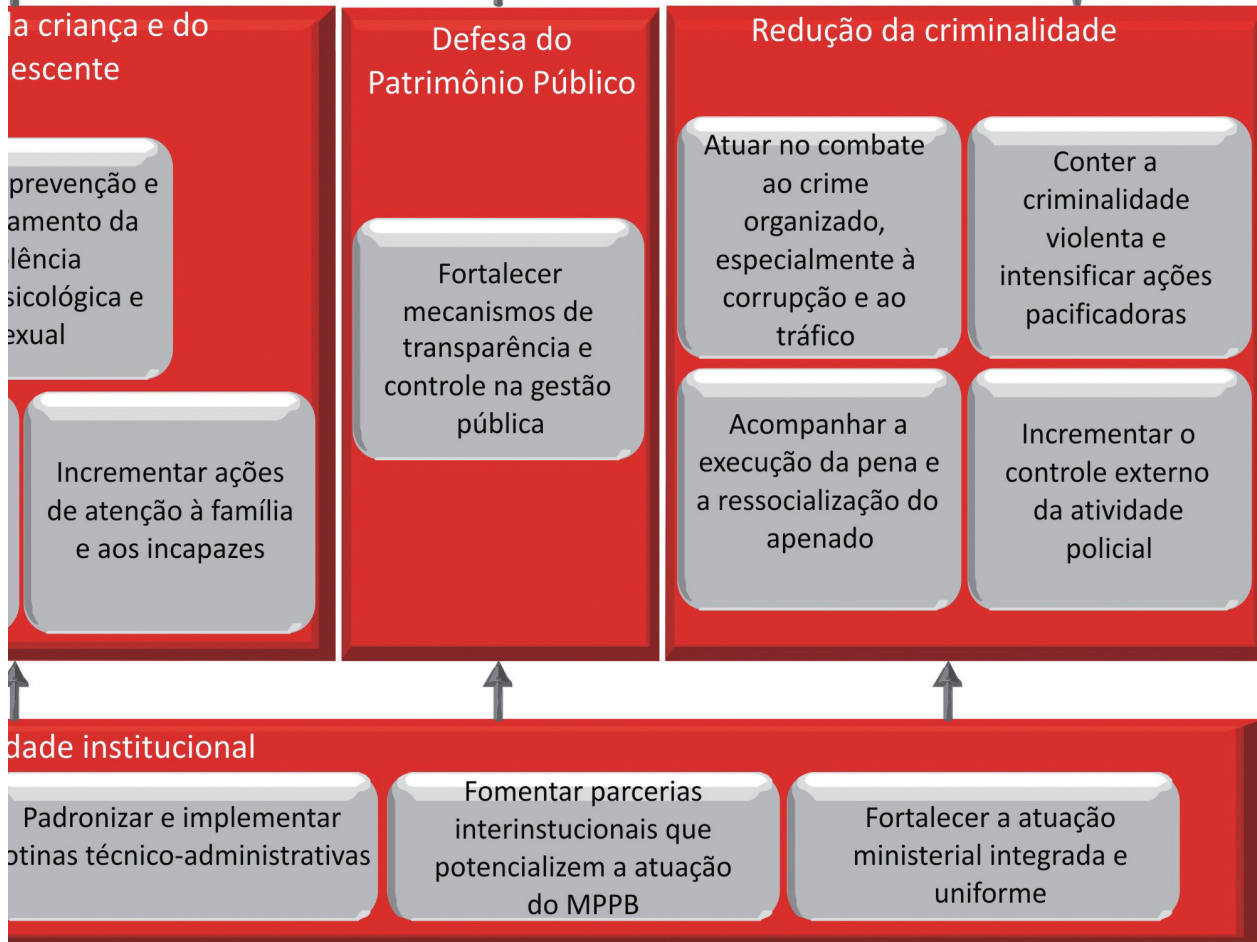 la criança e do
escente
prevenção e
amento da
lência
sicológica e
exual
Incrementar ações
de atenção à família
e aos incapazes
Defesa do
Patrimônio Público
Fortalecer
mecanismos de
transparência e
controle na gestão
pública
Redução da criminalidade
Atuar no combate
ao crime
organizado,
especialmente à
corrupção e ao
tráfico
Conter a
criminalidade
violenta e
intensificar ações
pacificadoras
Acompanhar a
execução da pena e
a ressocialização do
apenado
Incrementar o
controle externo
da atividade
policial
dade institucional
Padronizar e implementar
otinas técnico-administrativas
Fomentar parcerias
interinstucionais que
potencializem a atuação
do MPPB
Fortalecer a atuação
ministerial integrada e
uniforme